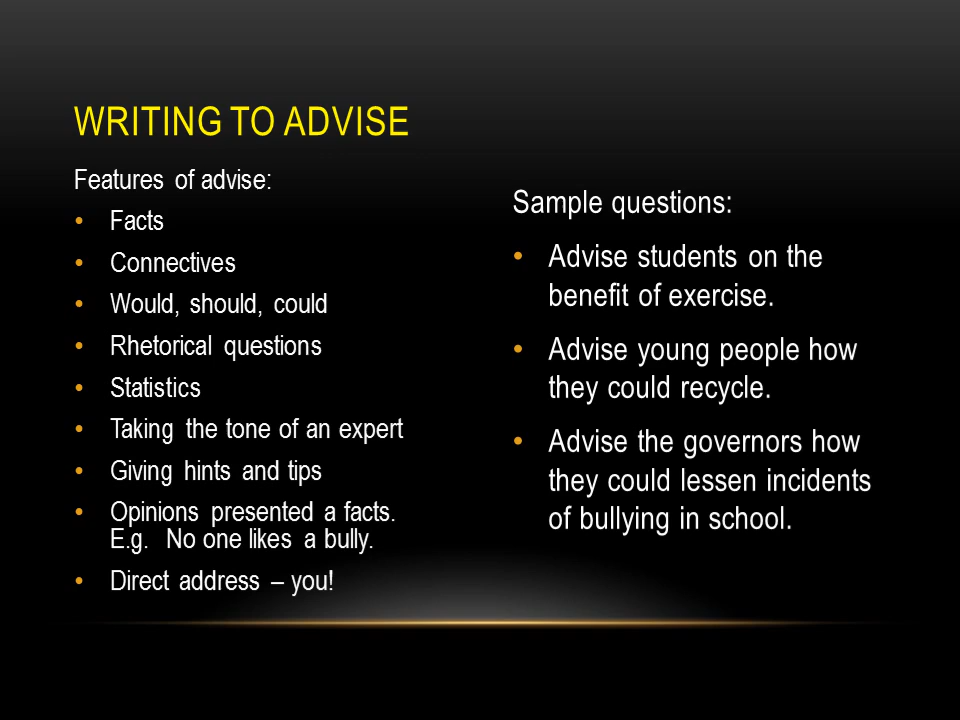 WRITING TO ADVISE
Features of advise:
• Facts
• Connectives
• Would, should, could
• Rhetorical questions
• Statistics
• Taking the tone of an expert
• Giving hints and tips
• Opinions presented a facts.
E.g. No one likes a bully.
• Direct address – you!
Sample questions:
• Advise students on the
benefit of exercise.
• Advise young people how
they could recycle.
• Advise the governors how
they could lessen incidents
of bullying in school.